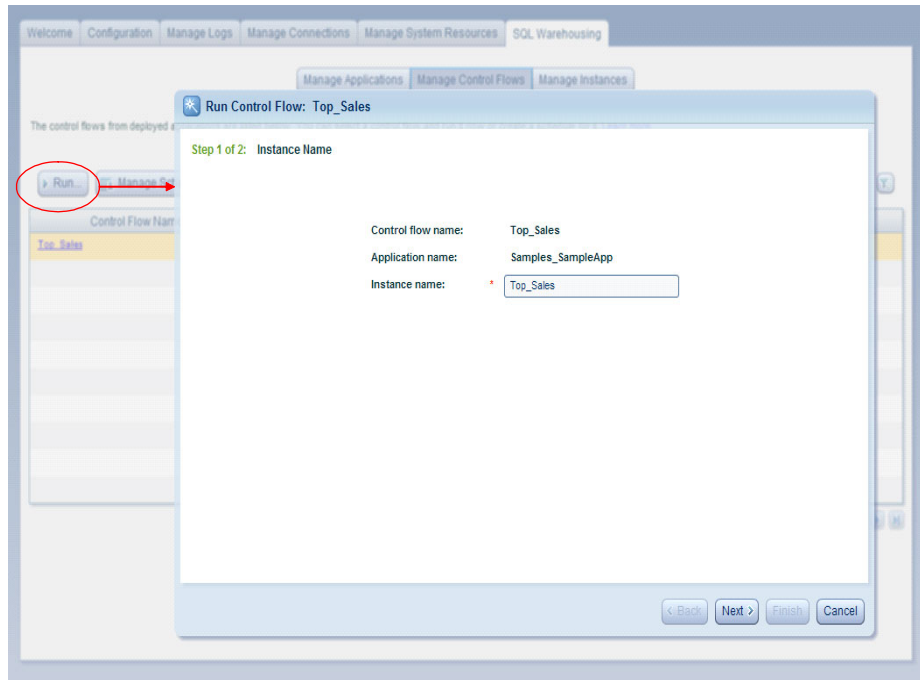 Welcome Configuration Manage Logs Manage Connections Manage System Resources SQL Warehousing
Manage Applications Manage Control Flows Manage Instances
Run Control Flow: Top_Sales
The control flows from deployed
Step 1 of 2: Instance Name
Run... Manage
Control Flow Nam
Top_Sales
Control flow name: Top_Sales
Application name: Samples_SampleApp
Instance name: * Top_Sales
< Back Next > Finish Cancel